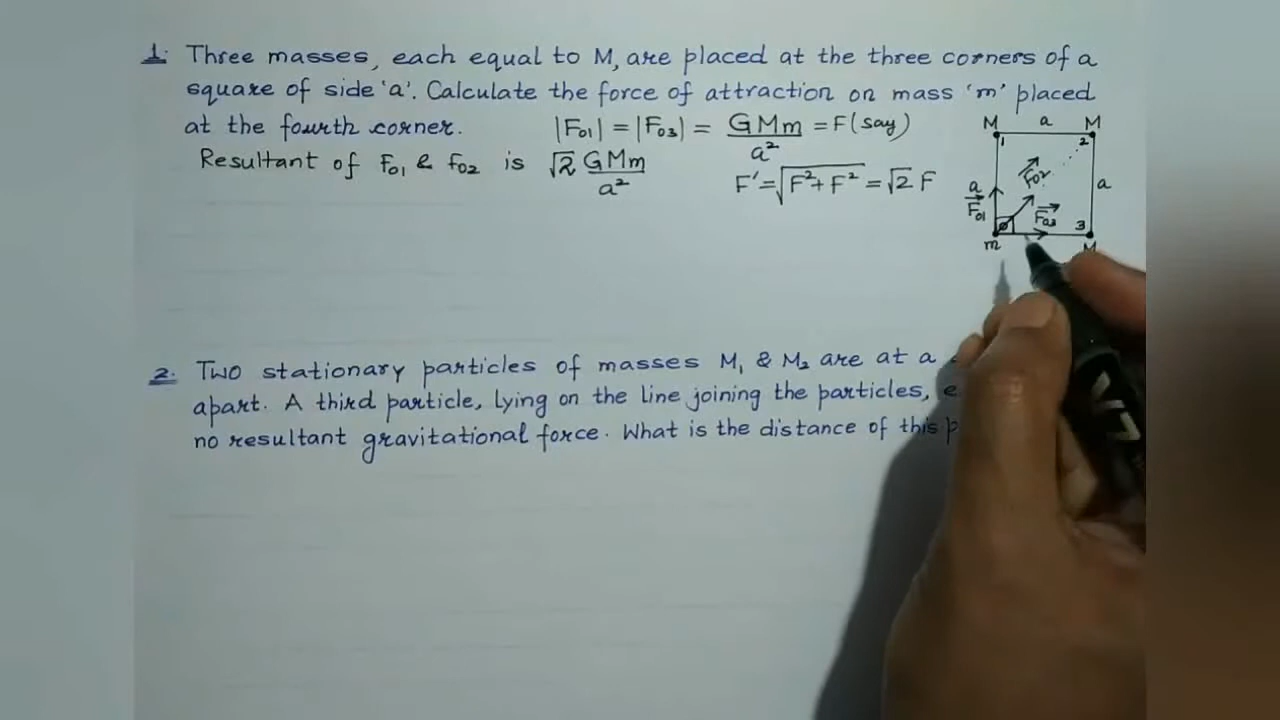 1. Three masses, each equal to M, are placed at the three corners of a
square of side 'a'. Calculate the force of attraction on mass 'm' placed
at the fourth corner. |F01| = |F03| = GMm/a² = F (say)
Resultant of F01 & F02 is √2 GMm/a² F' = √(F²+F²) = √2 F
M a M
1 2
F02
a a
F01 F03 3
m M
2. Two stationary particles of masses M1 & M2 are at a
apart. A third particle, lying on the line joining the particles,
no resultant gravitational force. What is the distance of this